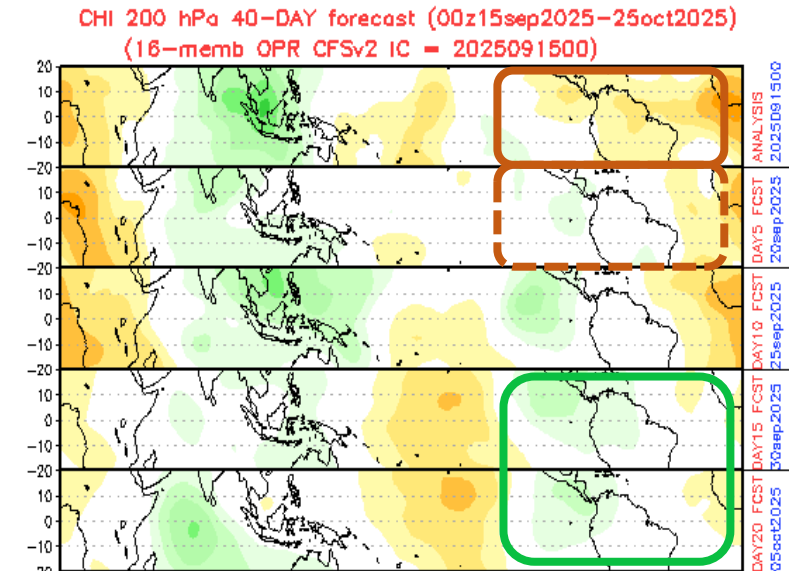 CHI 200 hPa 40-DAY forecast (00z15sep2025-25oct2025)
(16-memb OPR CFSv2 IC = 2025091500)
20
10
0
-10
-20
ANALYSIS
2025091500
10
0
-10
-20
DAY5 FCST
20sep2025
10
0
-10
-20
DAY10 FCST
25sep2025
10
0
-10
-20
DAY15 FCST
30sep2025
10
0
-10
-20
DAY20 FCST
05oct2025